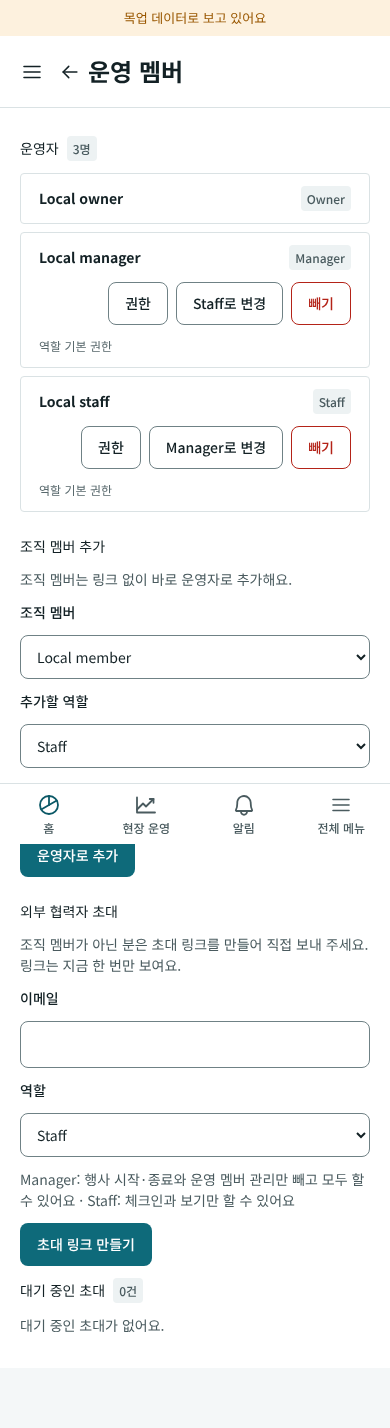 목업 데이터로 보고 있어요
운영 멤버
운영자 3명
Local owner Owner
Local manager Manager
권한 Staff로 변경 빼기
역할 기본 권한
Local staff Staff
권한 Manager로 변경 빼기
역할 기본 권한
조직 멤버 추가
조직 멤버는 링크 없이 바로 운영자로 추가해요.
조직 멤버
Local member
추가할 역할
Staff
홈 현장 운영 알림 전체 메뉴
운영자로 추가
외부 협력자 초대
조직 멤버가 아닌 분은 초대 링크를 만들어 직접 보내 주세요.
링크는 지금 한 번만 보여요.
이메일
역할
Staff
Manager: 행사 시작·종료와 운영 멤버 관리만 빼고 모두 할
수 있어요 · Staff: 체크인과 보기만 할 수 있어요
초대 링크 만들기
대기 중인 초대 0건
대기 중인 초대가 없어요.